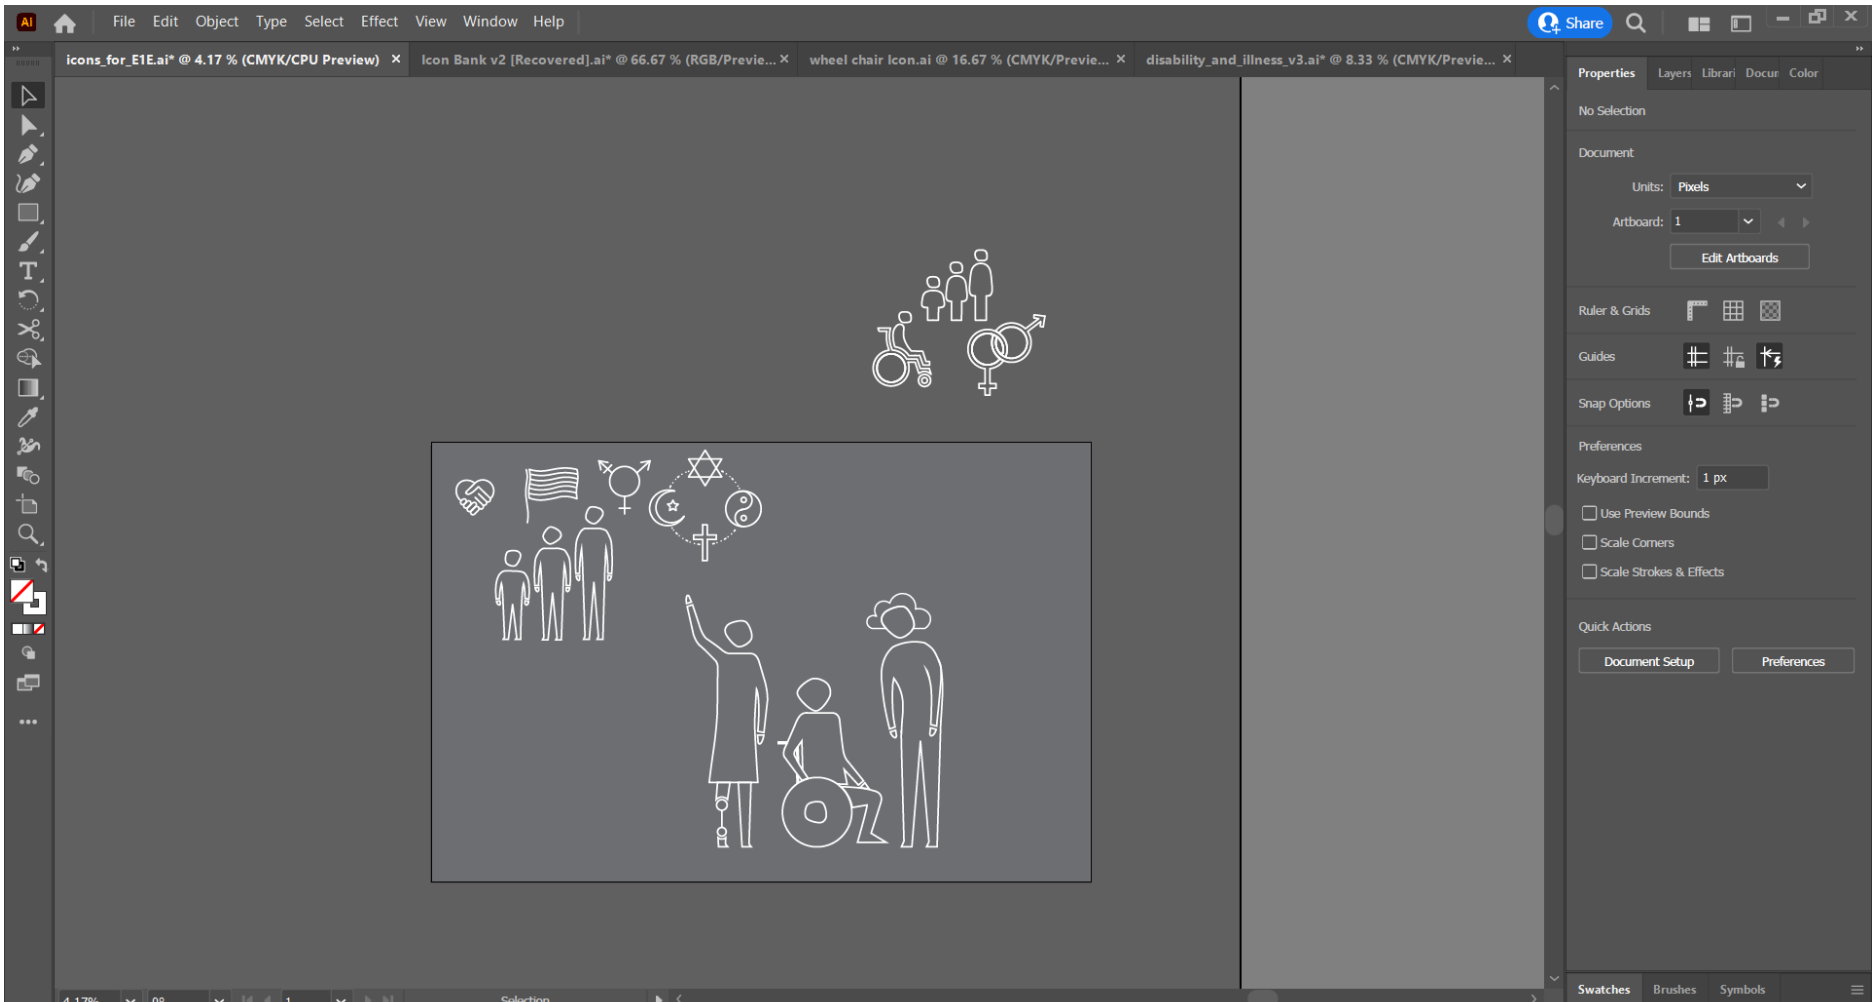 Ai File Edit Object Type Select Effect View Window Help Share
icons_for_E1E.ai* @ 4.17 % (CMYK/CPU Preview) × Icon Bank v2 [Recovered].ai* @ 66.67 % (RGB/Previe... × wheel chair Icon.ai @ 16.67 % (CMYK/Previe... × disability_and_illness_v3.ai* @ 8.33 % (CMYK/Previe... ×
Properties Layers Librari Docur Color
No Selection
Document
Units: Pixels
Artboard: 1
Edit Artboards
Ruler & Grids
Guides
Snap Options
Preferences
Keyboard Increment: 1 px
Use Preview Bounds
Scale Corners
Scale Strokes & Effects
Quick Actions
Document Setup Preferences
4.17% 0° 1 Selection
Swatches Brushes Symbols